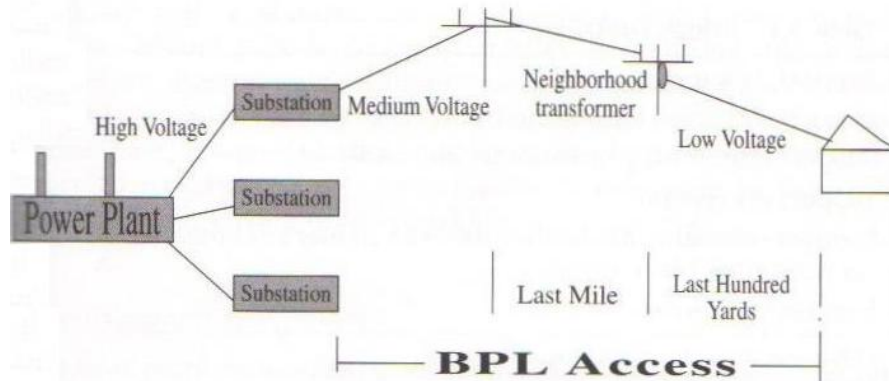 High Voltage
Substation
Medium Voltage
Neighborhood
transformer
Low Voltage
Power Plant
Substation
Substation
Last Mile
Last Hundred
Yards
BPL Access